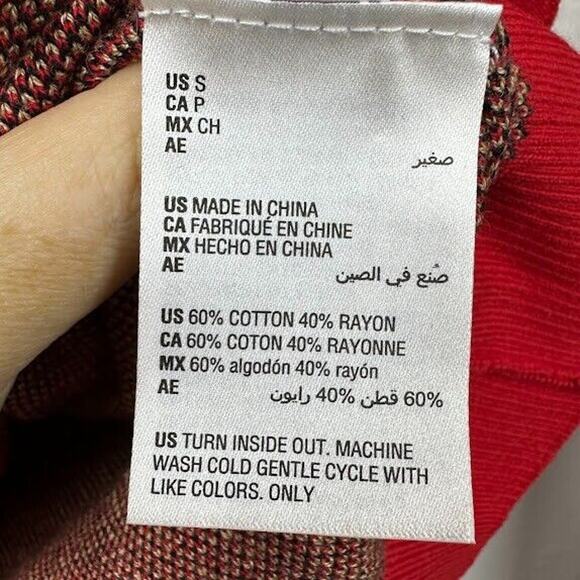 US S
CA P
MX CH
AE صغير
US MADE IN CHINA
CA FABRIQUÉ EN CHINE
MX HECHO EN CHINA
AE صُنع في الصين
US 60% COTTON 40% RAYON
CA 60% COTON 40% RAYONNE
MX 60% algodón 40% rayón
AE 60% قطن 40% رايون
US TURN INSIDE OUT. MACHINE
WASH COLD GENTLE CYCLE WITH
LIKE COLORS. ONLY